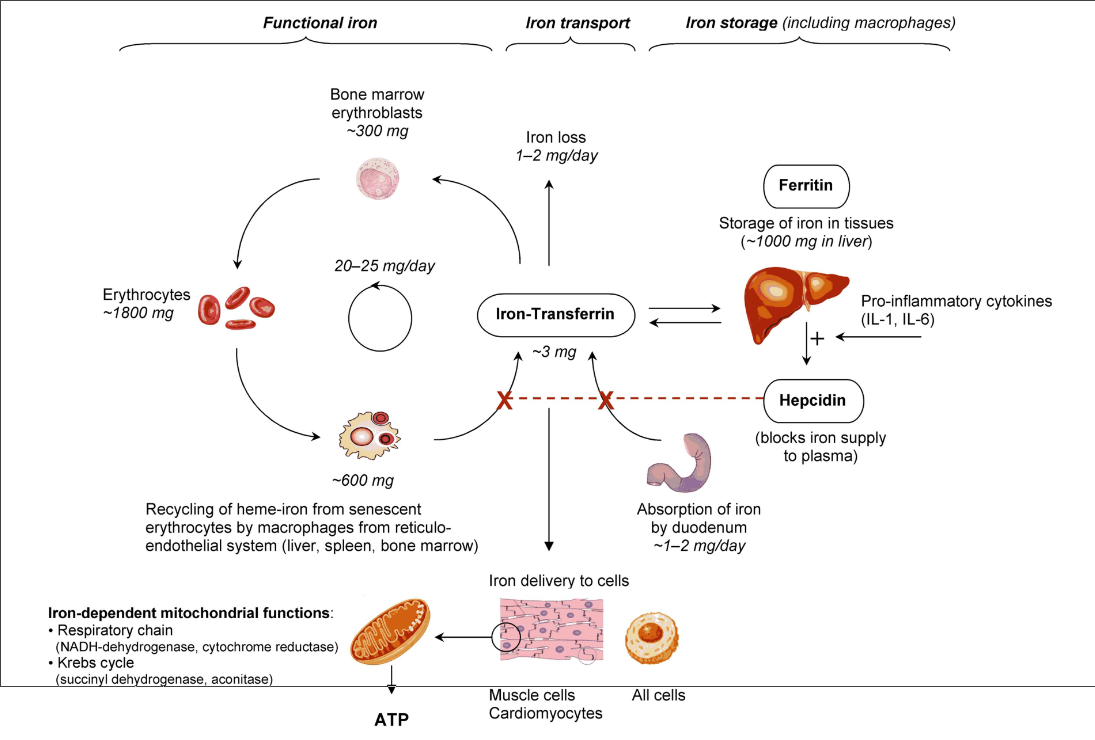 Functional iron
Iron transport
Iron storage (including macrophages)
Bone marrow
erythroblasts
~300 mg
Iron loss
1–2 mg/day
Ferritin
Storage of iron in tissues
(~1000 mg in liver)
20–25 mg/day
Erythrocytes
~1800 mg
Iron-Transferrin
~3 mg
Pro-inflammatory cytokines
(IL-1, IL-6)
+
X
X
Hepcidin
(blocks iron supply
to plasma)
~600 mg
Recycling of heme-iron from senescent
erythrocytes by macrophages from reticulo-
endothelial system (liver, spleen, bone marrow)
Absorption of iron
by duodenum
~1–2 mg/day
Iron delivery to cells
Iron-dependent mitochondrial functions:
• Respiratory chain
(NADH-dehydrogenase, cytochrome reductase)
• Krebs cycle
(succinyl dehydrogenase, aconitase)
ATP
Muscle cells
Cardiomyocytes
All cells